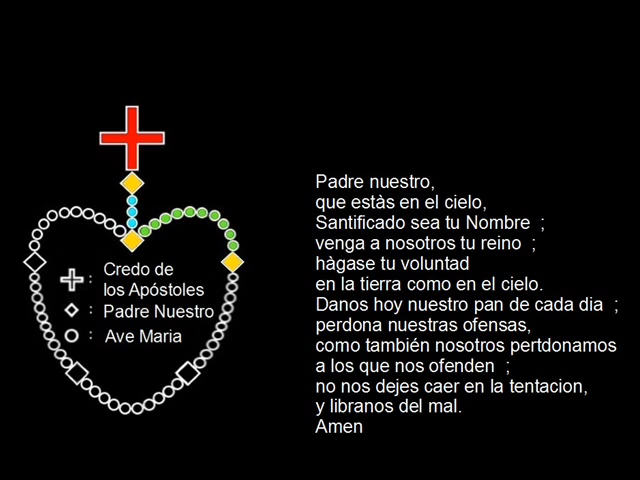 Padre nuestro,
que estàs en el cielo,
Santificado sea tu Nombre ;
venga a nosotros tu reino ;
hàgase tu voluntad
en la tierra como en el cielo.
Danos hoy nuestro pan de cada dia ;
perdona nuestras ofensas,
como también nosotros pertdonamos
a los que nos ofenden ;
no nos dejes caer en la tentacion,
y libranos del mal.
Amen
: Credo de
los Apóstoles
: Padre Nuestro
: Ave Maria